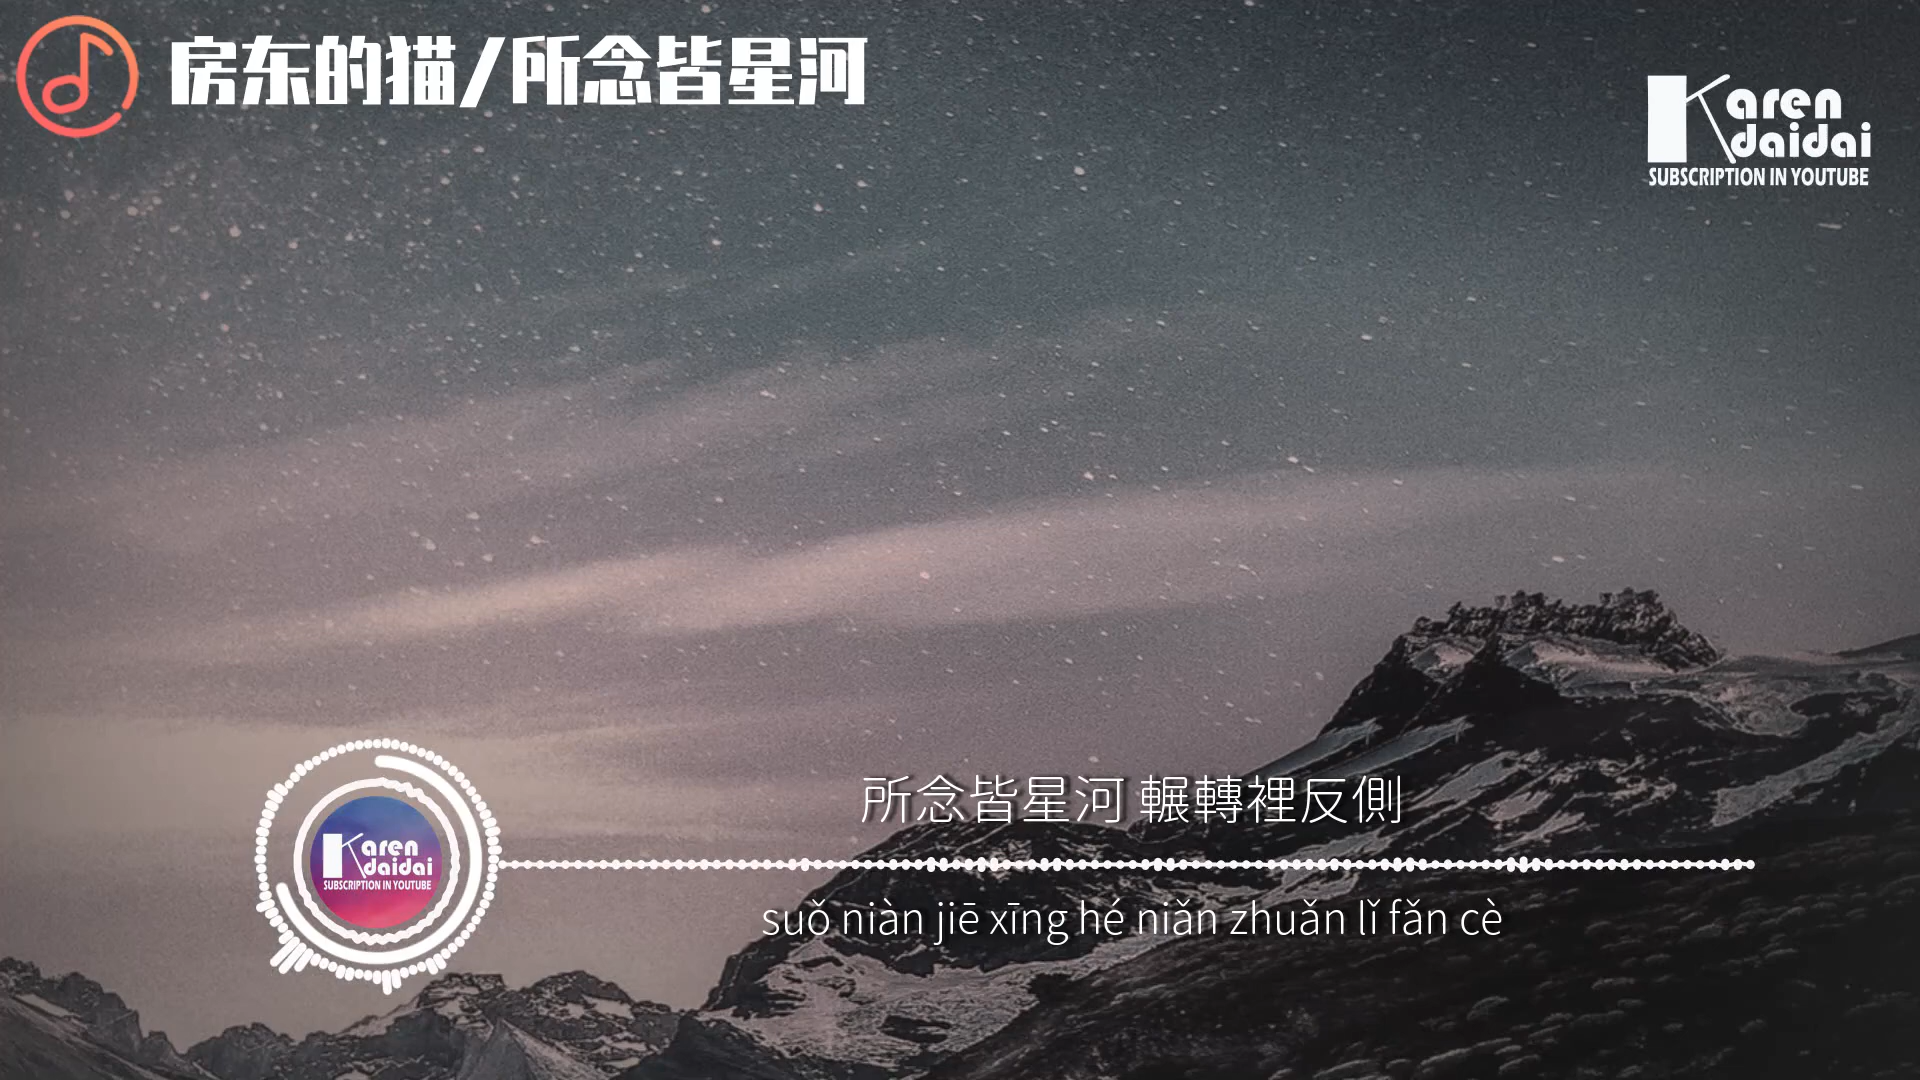 房东的猫/所念皆星河
Karen
daidai
SUBSCRIPTION IN YOUTUBE
所念皆星河 輾轉裡反側
Karen
daidai
SUBSCRIPTION IN YOUTUBE
suǒ niàn jiē xīng hé niǎn zhuǎn lǐ fǎn cè